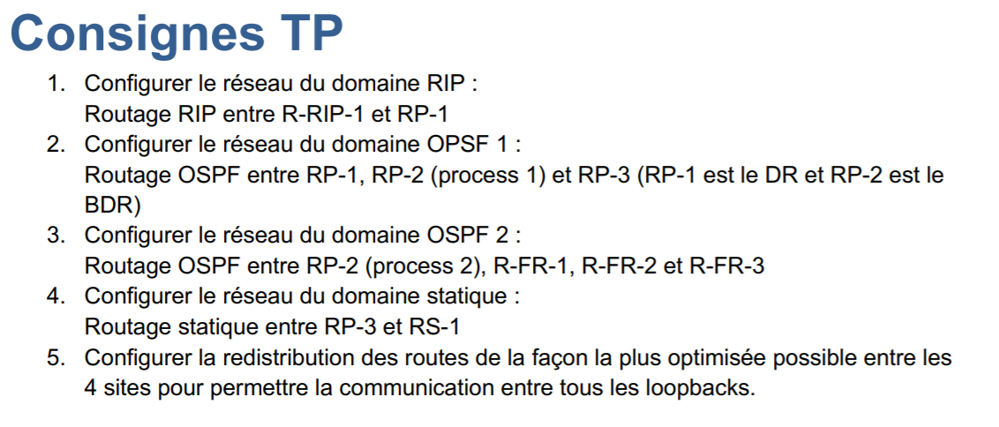 Consignes TP
1. Configurer le réseau du domaine RIP :
Routage RIP entre R-RIP-1 et RP-1
2. Configurer le réseau du domaine OPSF 1 :
Routage OSPF entre RP-1, RP-2 (process 1) et RP-3 (RP-1 est le DR et RP-2 est le
BDR)
3. Configurer le réseau du domaine OSPF 2 :
Routage OSPF entre RP-2 (process 2), R-FR-1, R-FR-2 et R-FR-3
4. Configurer le réseau du domaine statique :
Routage statique entre RP-3 et RS-1
5. Configurer la redistribution des routes de la façon la plus optimisée possible entre les
4 sites pour permettre la communication entre tous les loopbacks.